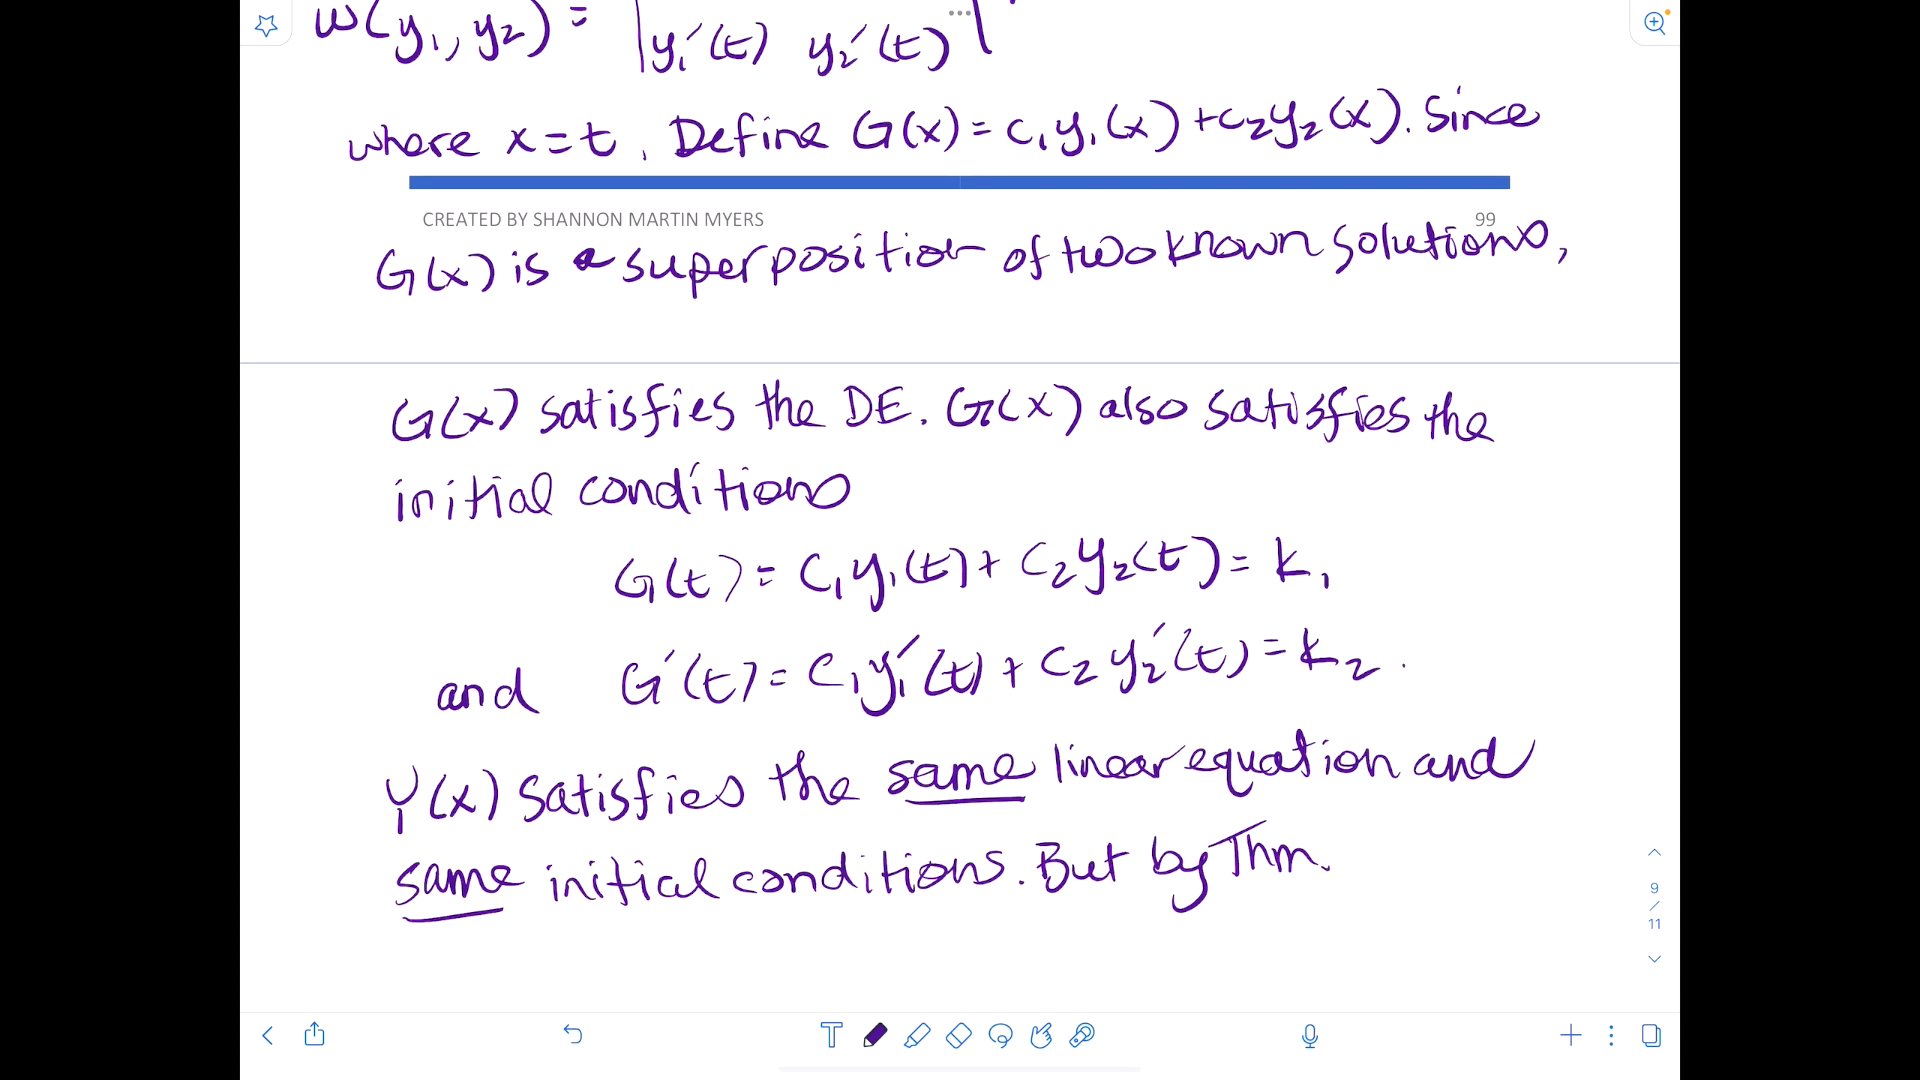 W(y₁, y₂) = |y₁'(t) y₂'(t)|
where x = t. Define G(x) = c₁y₁(x) + c₂y₂(x). Since
CREATED BY SHANNON MARTIN MYERS 99
G(x) is a superposition of two known solutions,
G(x) satisfies the DE. G(x) also satisfies the
initial conditions
G(t) = c₁y₁(t) + c₂y₂(t) = k₁
and G'(t) = c₁y₁'(t) + c₂y₂'(t) = k₂.
Y(x) satisfies the same linear equation and
same initial conditions. But by Thm.
9
/
11
T